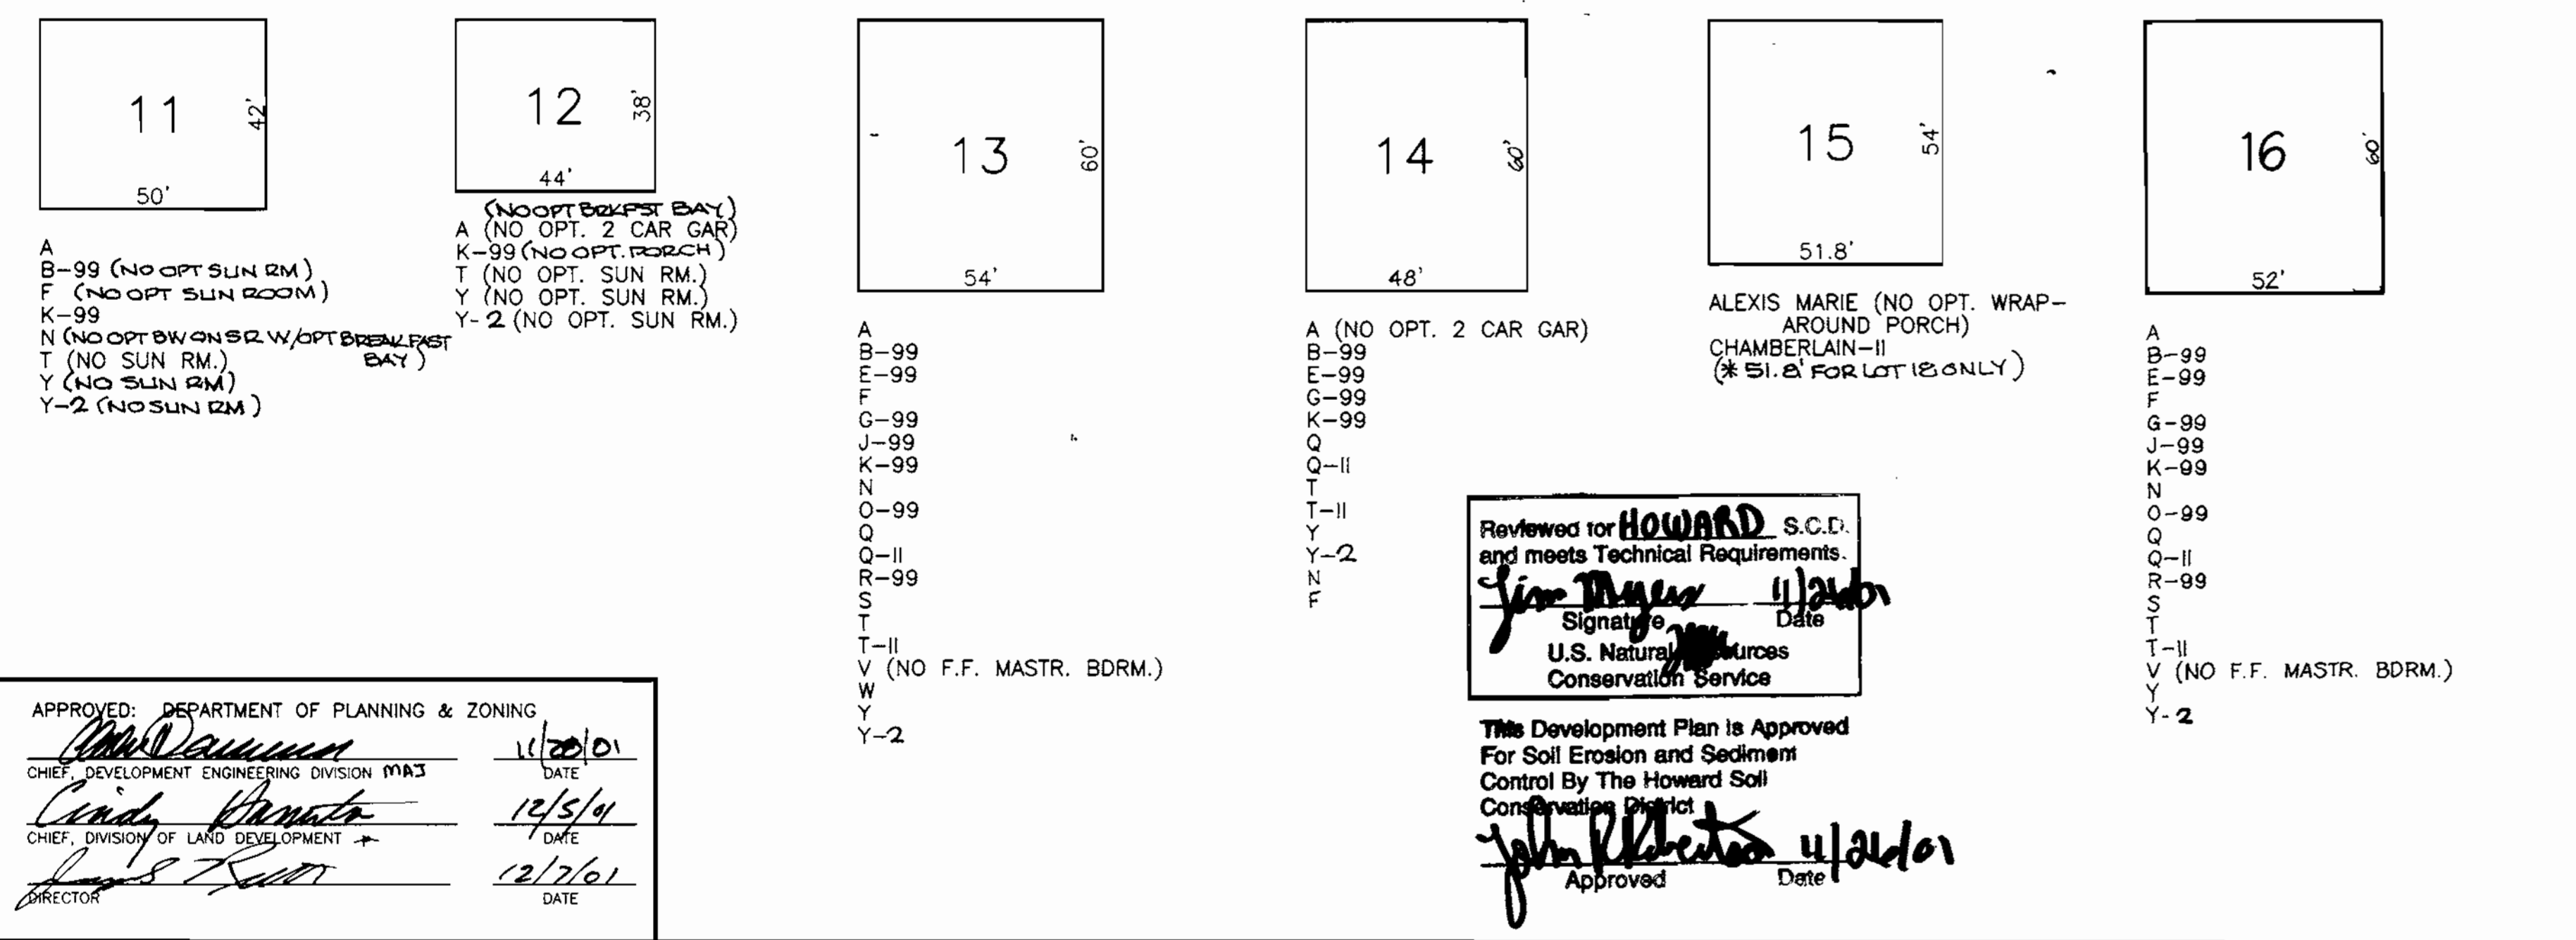 11
42'
50'
A
B-99 (NO OPT SUN RM)
F (NO OPT SUN ROOM)
K-99
N (NO OPT BW ON SR W/OPT BREAKFAST
BAY)
T (NO SUN RM.)
Y (NO SUN RM)
Y-2 (NO SUN RM)
12
38'
44'
(NO OPT BRKFST BAY)
A (NO OPT. 2 CAR GAR)
K-99 (NO OPT. PORCH)
T (NO OPT. SUN RM.)
Y (NO OPT. SUN RM.)
Y-2 (NO OPT. SUN RM.)
13
60'
54'
A
B-99
E-99
F
G-99
J-99
K-99
N
O-99
Q
Q-II
R-99
S
T
T-II
V (NO F.F. MASTR. BDRM.)
W
Y
Y-2
14
60'
48'
A (NO OPT. 2 CAR GAR)
B-99
E-99
G-99
K-99
Q
Q-II
T
T-II
Y
Y-2
N
F
15
54'
51.8'
ALEXIS MARIE (NO OPT. WRAP-
AROUND PORCH)
CHAMBERLAIN-II
(* 51.8' FOR LOT 18 ONLY)
16
60'
52'
A
B-99
E-99
F
G-99
J-99
K-99
N
O-99
Q
Q-II
R-99
S
T
T-II
V (NO F.F. MASTR. BDRM.)
Y
Y-2
Reviewed for HOWARD S.C.D.
and meets Technical Requirements.
Jim Myers 11/26/01
Signature Date
U.S. Natural
Conservation Service
This Development Plan is Approved
For Soil Erosion and Sediment
Control By The Howard Soil
Conservation District
John R Robertson 11/26/01
Approved Date
APPROVED: DEPARTMENT OF PLANNING & ZONING
11/20/01
CHIEF, DEVELOPMENT ENGINEERING DIVISION MAJ DATE
Cindy 12/5/01
CHIEF, DIVISION OF LAND DEVELOPMENT DATE
12/7/01
DIRECTOR DATE